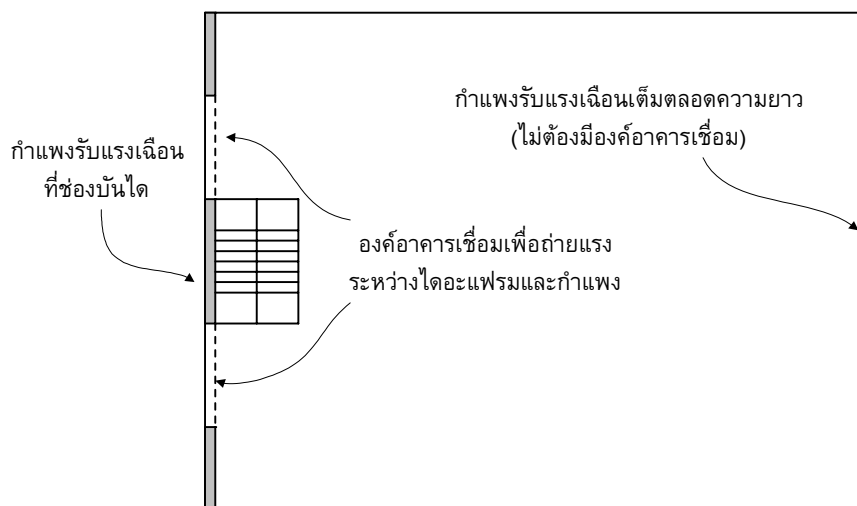 กำแพงรับแรงเฉือนเต็มตลอดความยาว
(ไม่ต้องมีองค์อาคารเชื่อม)
กำแพงรับแรงเฉือน
ที่ช่องบันได
องค์อาคารเชื่อมเพื่อถ่ายแรง
ระหว่างไดอะแฟรมและกำแพง